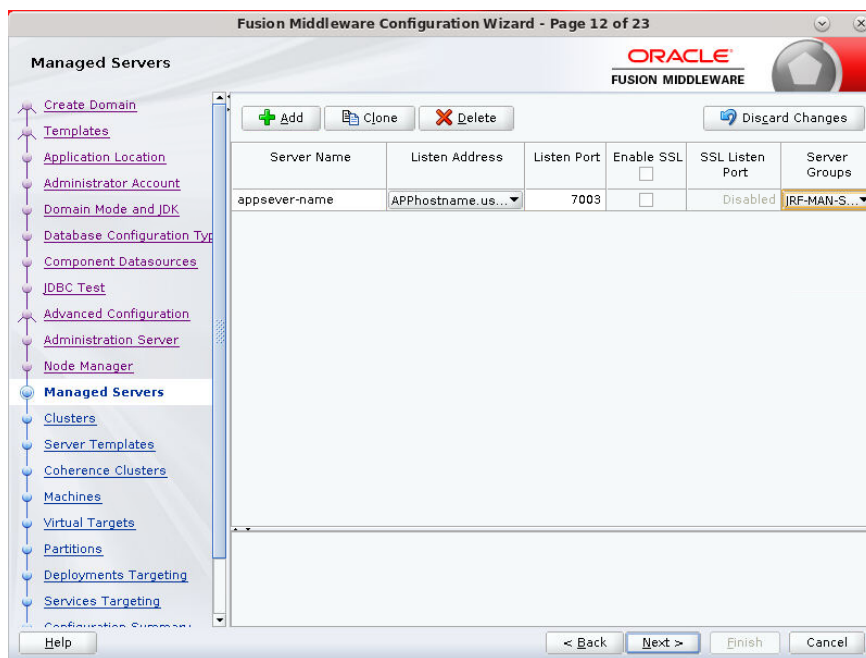 Fusion Middleware Configuration Wizard - Page 12 of 23
Managed Servers
ORACLE
FUSION MIDDLEWARE
Create Domain
Templates
Application Location
Administrator Account
Domain Mode and JDK
Database Configuration Typ
Component Datasources
JDBC Test
Advanced Configuration
Administration Server
Node Manager
Managed Servers
Clusters
Server Templates
Coherence Clusters
Machines
Virtual Targets
Partitions
Deployments Targeting
Services Targeting
Configuration Summary
Add Clone Delete Discard Changes
Server Name Listen Address Listen Port Enable SSL SSL Listen Port Server Groups
appsever-name APPhostname.us... 7003 Disabled JRF-MAN-S...
Help < Back Next > Finish Cancel